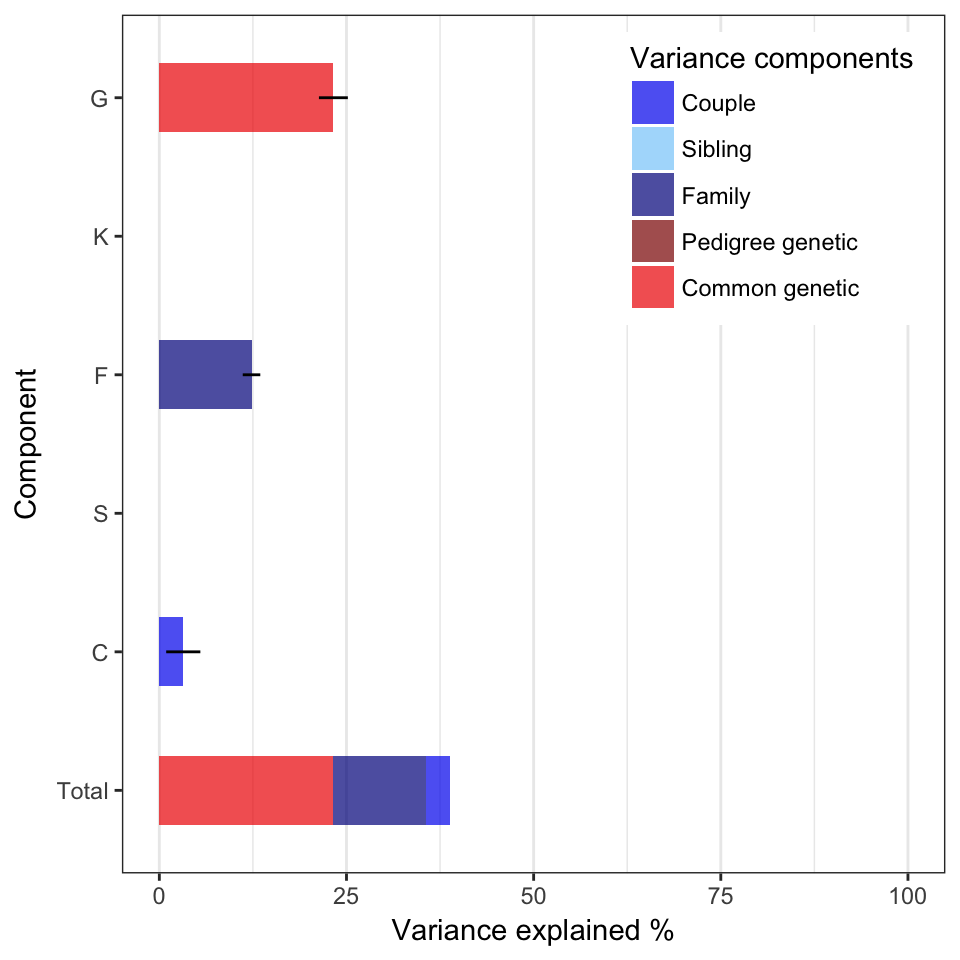 Variance components
Couple
Sibling
Family
Pedigree genetic
Common genetic
G
K
F
S
C
Total
Component
0 25 50 75 100
Variance explained %